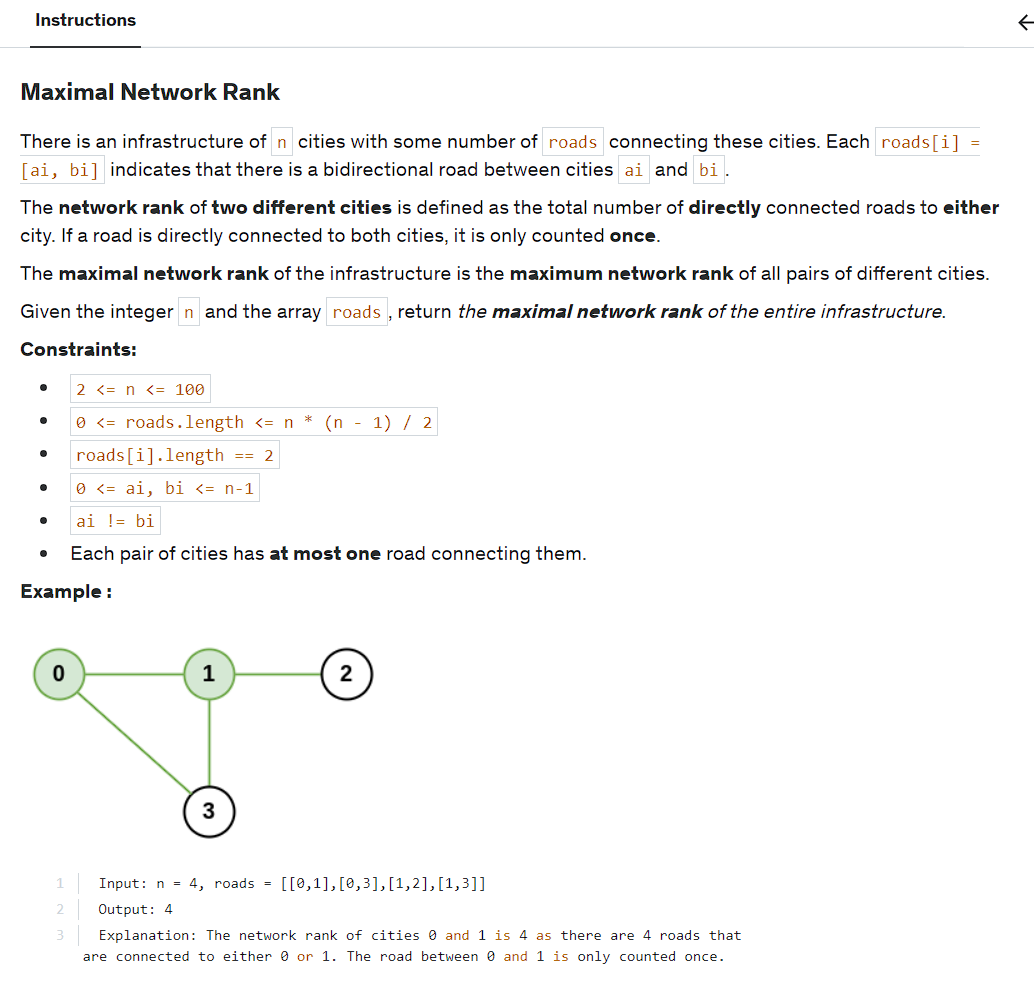 Instructions
Maximal Network Rank
There is an infrastructure of n cities with some number of roads connecting these cities. Each roads[i] =
[ai, bi] indicates that there is a bidirectional road between cities ai and bi.
The network rank of two different cities is defined as the total number of directly connected roads to either
city. If a road is directly connected to both cities, it is only counted once.
The maximal network rank of the infrastructure is the maximum network rank of all pairs of different cities.
Given the integer n and the array roads, return the maximal network rank of the entire infrastructure.
Constraints:
2 <= n <= 100
0 <= roads.length <= n * (n - 1) / 2
roads[i].length == 2
0 <= ai, bi <= n-1
ai != bi
Each pair of cities has at most one road connecting them.
Example :
0 1 2
3
1 Input: n = 4, roads = [[0,1],[0,3],[1,2],[1,3]]
2 Output: 4
3 Explanation: The network rank of cities 0 and 1 is 4 as there are 4 roads that
are connected to either 0 or 1. The road between 0 and 1 is only counted once.